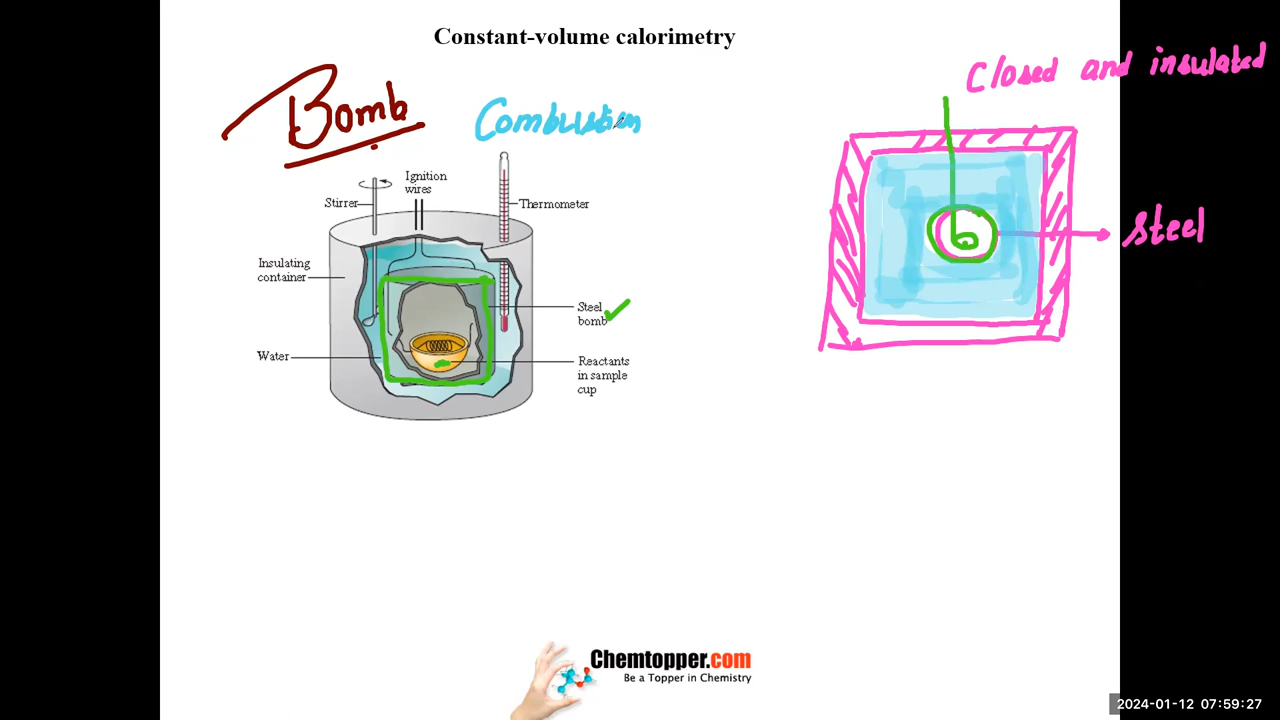 Constant-volume calorimetry
Closed and insulated
Bomb
Combustion
Ignition
wires
Stirrer
Thermometer
Steel
Insulating
container
Steel
bomb
Water
Reactants
in sample
cup
Chemtopper.com
Be a Topper in Chemistry
2024-01-12 07:59:27